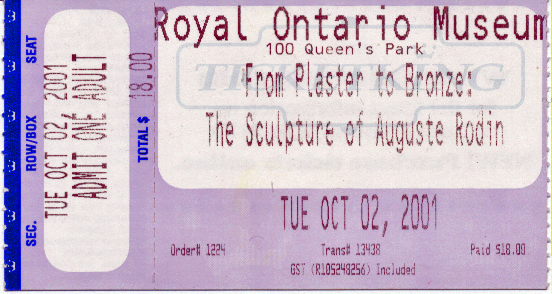 SEC. ROW/BOX SEAT
TUE OCT 02, 2001
ADMIT ONE ADULT
TOTAL $ 18.00
Royal Ontario Museum
100 Queen's Park
TICKETKING
From Plaster to Bronze:
The Sculpture of Auguste Rodin
TUE OCT 02, 2001
Order# 1224 Trans# 13438 Paid $18.00
GST (R105248256) Included